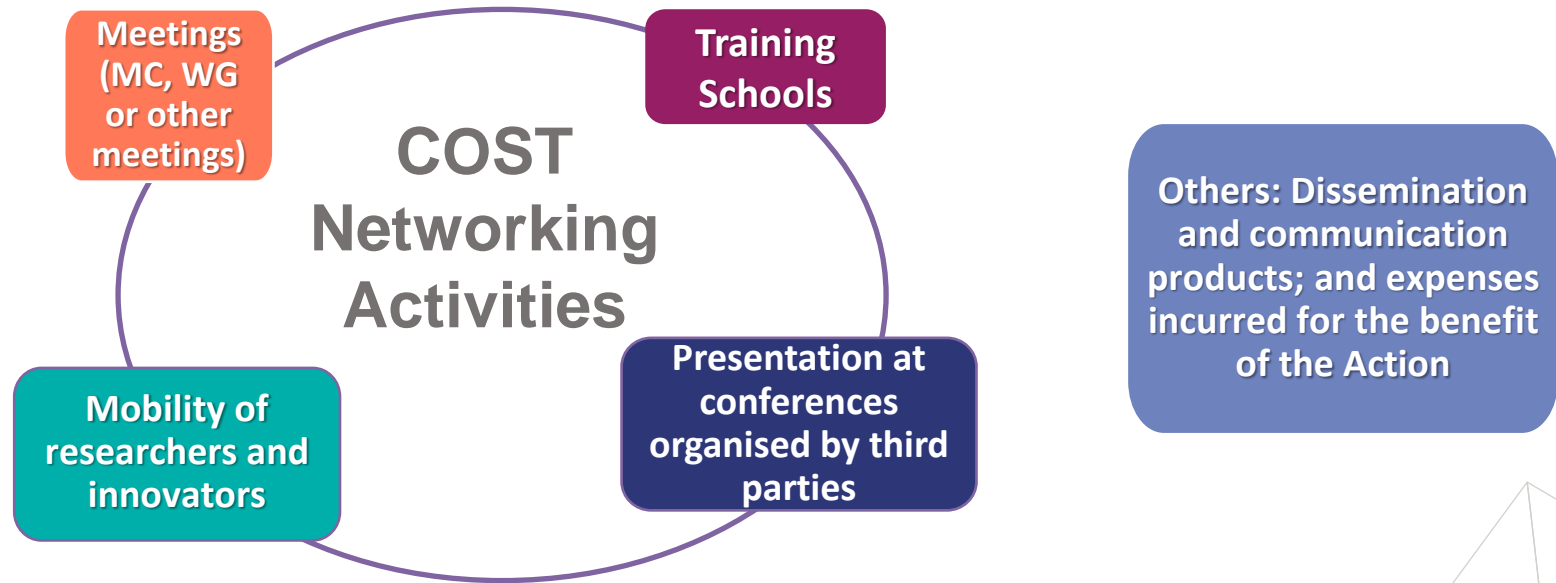 Meetings
(MC, WG
or other
meetings)
Training
Schools
COST
Networking
Activities
Others: Dissemination
and communication
products; and expenses
incurred for the benefit
of the Action
Mobility of
researchers and
innovators
Presentation at
conferences
organised by third
parties